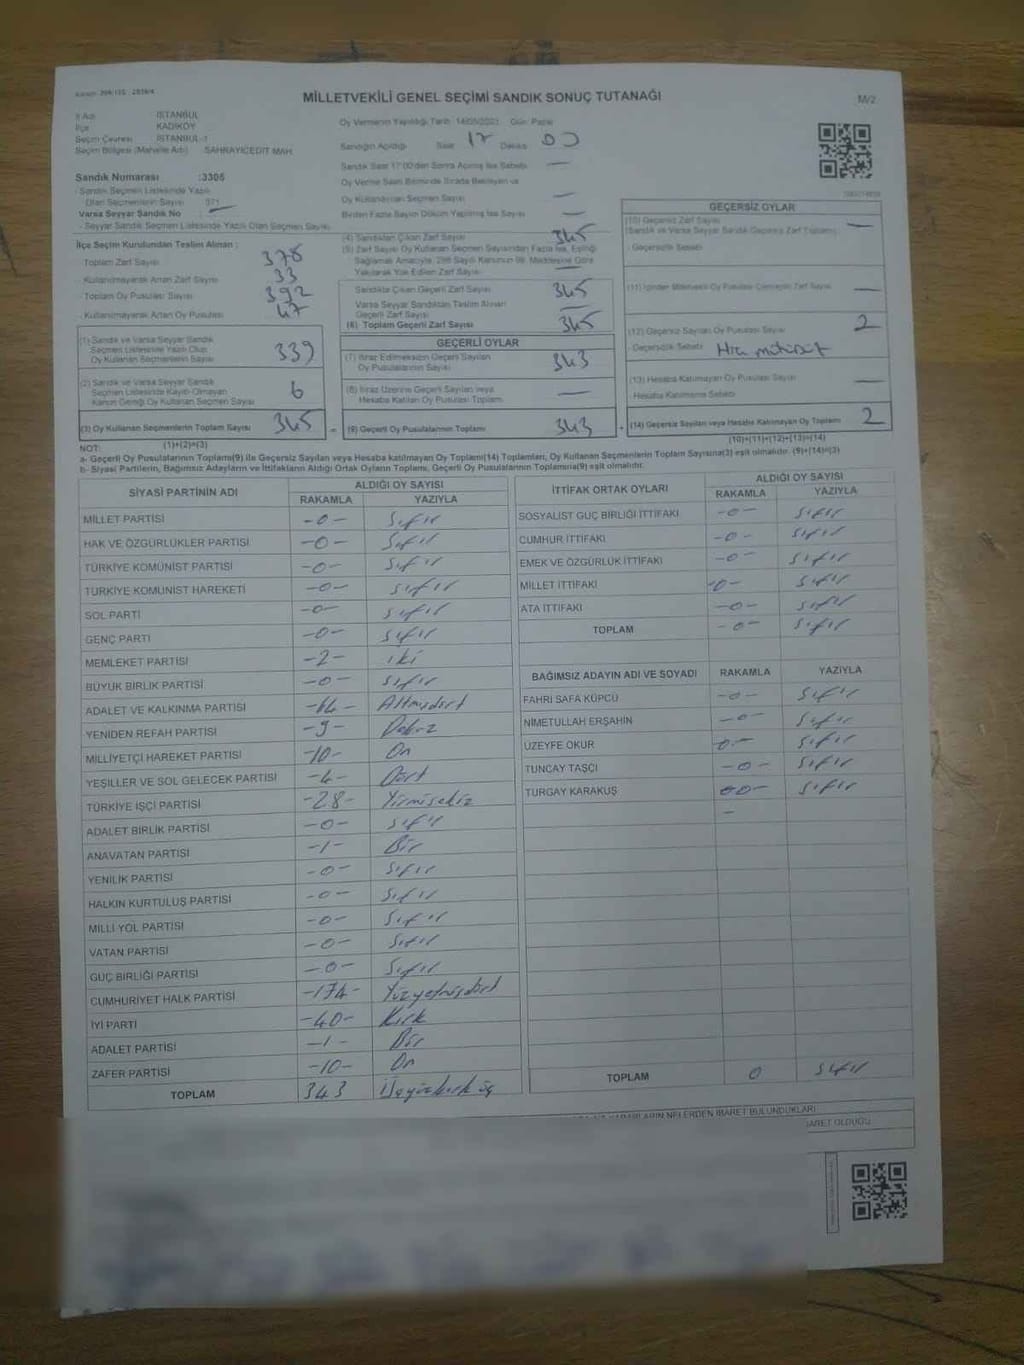 MİLLETVEKİLİ GENEL SEÇİMİ SANDIK SONUÇ TUTANAĞI
M/2
İl Adı İSTANBUL
İlçe KADIKÖY
Seçim Çevresi İSTANBUL-1
Seçim Bölgesi (Mahalle Adı) SAHRAYICEDİT MAH.
Sandık Numarası :3305
- Sandık Seçmen Listesinde Yazılı
Olan Seçmenlerin Sayısı 371
Varsa Seyyar Sandık No —
- Seyyar Sandık Seçmen Listesinde Yazılı Olan Seçmen Sayısı
İlçe Seçim Kurulundan Teslim Alınan :
- Toplam Zarf Sayısı 378
- Kullanılmayarak Artan Zarf Sayısı 33
- Toplam Oy Pusulası Sayısı 392
- Kullanılmayarak Artan Oy Pusulası 47
(1) Sandık ve Varsa Seyyar Sandık
Seçmen Listesinde Yazılı Olup
Oy Kullanan Seçmenlerin Sayısı 339
(2) Sandık ve Varsa Seyyar Sandık
Seçmen Listesinde Kayıtlı Olmayan
Kanun Gereği Oy Kullanan Seçmen Sayısı 6
(3) Oy Kullanan Seçmenlerin Toplam Sayısı 345
(1)+(2)=(3)
Oy Vermenin Yapıldığı Tarih: 14/05/2023 Gün: Pazar
Sandığın Açıldığı Saat 17 Dakika 00
Sandık Saat 17:00'den Sonra Açılmış İse Sebebi —
Oy Verme Saati Bitiminde Sırada Bekleyen ve
Oy Kullandırılan Seçmen Sayısı —
Birden Fazla Sayım Döküm Yapılmış İse Sayısı —
(4) Sandıktan Çıkan Zarf Sayısı 345
(5) Zarf Sayısı Oy Kullanan Seçmen Sayısından Fazla İse, Eşitliği
Sağlamak Amacıyla, 298 Sayılı Kanunun 98. Maddesine Göre
Yakılarak Yok Edilen Zarf Sayısı —
Sandıkta Çıkan Geçerli Zarf Sayısı 345
Varsa Seyyar Sandıktan Teslim Alınan
Geçerli Zarf Sayısı —
(6) Toplam Geçerli Zarf Sayısı 345
GEÇERLİ OYLAR
(7) İtiraz Edilmeksizin Geçerli Sayılan
Oy Pusulalarının Sayısı 343
(8) İtiraz Üzerine Geçerli Sayılan veya
Hesaba Katılan Oy Pusulası Toplamı —
= (9) Geçerli Oy Pusulalarının Toplamı 343
GEÇERSİZ OYLAR
(10) Geçersiz Zarf Sayısı
(Sandık ve Varsa Seyyar Sandık Geçersiz Zarf Toplamı) —
- Geçersizlik Sebebi
(11) İçinden Milletvekili Oy Pusulası Çıkmayan Zarf Sayısı —
(12) Geçersiz Sayılan Oy Pusulası Sayısı 2
- Geçersizlik Sebebi
(13) Hesaba Katılmayan Oy Pusulası Sayısı —
- Hesaba Katılmama Sebebi
+ (14) Geçersiz Sayılan veya Hesaba Katılmayan Oy Toplamı 2
(10)+(11)+(12)+(13)=(14)
NOT:
a- Geçerli Oy Pusulalarının Toplamı(9) ile Geçersiz Sayılan veya Hesaba katılmayan Oy Toplamı(14) Toplamları, Oy Kullanan Seçmenlerin Toplam Sayısına(3) eşit olmalıdır. (9)+(14)=(3)
b- Siyasi Partilerin, Bağımsız Adayların ve İttifakların Aldığı Ortak Oyların Toplamı, Geçerli Oy Pusulalarının Toplamına(9) eşit olmalıdır.
SİYASİ PARTİNİN ADI ALDIĞI OY SAYISI
RAKAMLA YAZIYLA
MİLLET PARTİSİ -0- Sıfır
HAK VE ÖZGÜRLÜKLER PARTİSİ -0- Sıfır
TÜRKİYE KOMÜNİST PARTİSİ -0- Sıfır
TÜRKİYE KOMÜNİST HAREKETİ -0- Sıfır
SOL PARTİ -0- Sıfır
GENÇ PARTİ -0- Sıfır
MEMLEKET PARTİSİ -2- iki
BÜYÜK BİRLİK PARTİSİ -0- Sıfır
ADALET VE KALKINMA PARTİSİ -64- Altmışdört
YENİDEN REFAH PARTİSİ -9- Dokuz
MİLLİYETÇİ HAREKET PARTİSİ -10- On
YEŞİLLER VE SOL GELECEK PARTİSİ -4- Dört
TÜRKİYE İŞÇİ PARTİSİ -28- Yirmisekiz
ADALET BİRLİK PARTİSİ -0- Sıfır
ANAVATAN PARTİSİ -1- Bir
YENİLİK PARTİSİ -0- Sıfır
HALKIN KURTULUŞ PARTİSİ -0- Sıfır
MİLLİ YOL PARTİSİ -0- Sıfır
VATAN PARTİSİ -0- Sıfır
GÜÇ BİRLİĞİ PARTİSİ -0- Sıfır
CUMHURİYET HALK PARTİSİ -174- Yüzyetmişdört
İYİ PARTİ -40- Kırk
ADALET PARTİSİ -1- Bir
ZAFER PARTİSİ -10- On
TOPLAM 343 Üçyüzkırk üç
İTTİFAK ORTAK OYLARI ALDIĞI OY SAYISI
RAKAMLA YAZIYLA
SOSYALİST GÜÇ BİRLİĞİ İTTİFAKI -0- Sıfır
CUMHUR İTTİFAKI -0- Sıfır
EMEK VE ÖZGÜRLÜK İTTİFAKI -0- Sıfır
MİLLET İTTİFAKI -0- Sıfır
ATA İTTİFAKI -0- Sıfır
TOPLAM -0- Sıfır
BAĞIMSIZ ADAYIN ADI VE SOYADI RAKAMLA YAZIYLA
FAHRİ SAFA KÜPCÜ -0- Sıfır
NİMETULLAH ERŞAHİN -0- Sıfır
ÜZEYFE OKUR 0- Sıfır
TUNCAY TAŞÇI -0- Sıfır
TURGAY KARAKUŞ 00- Sıfır
TOPLAM 0 Sıfır
NELERDEN İBARET BULUNDUKLARI
İBARET OLDUĞU